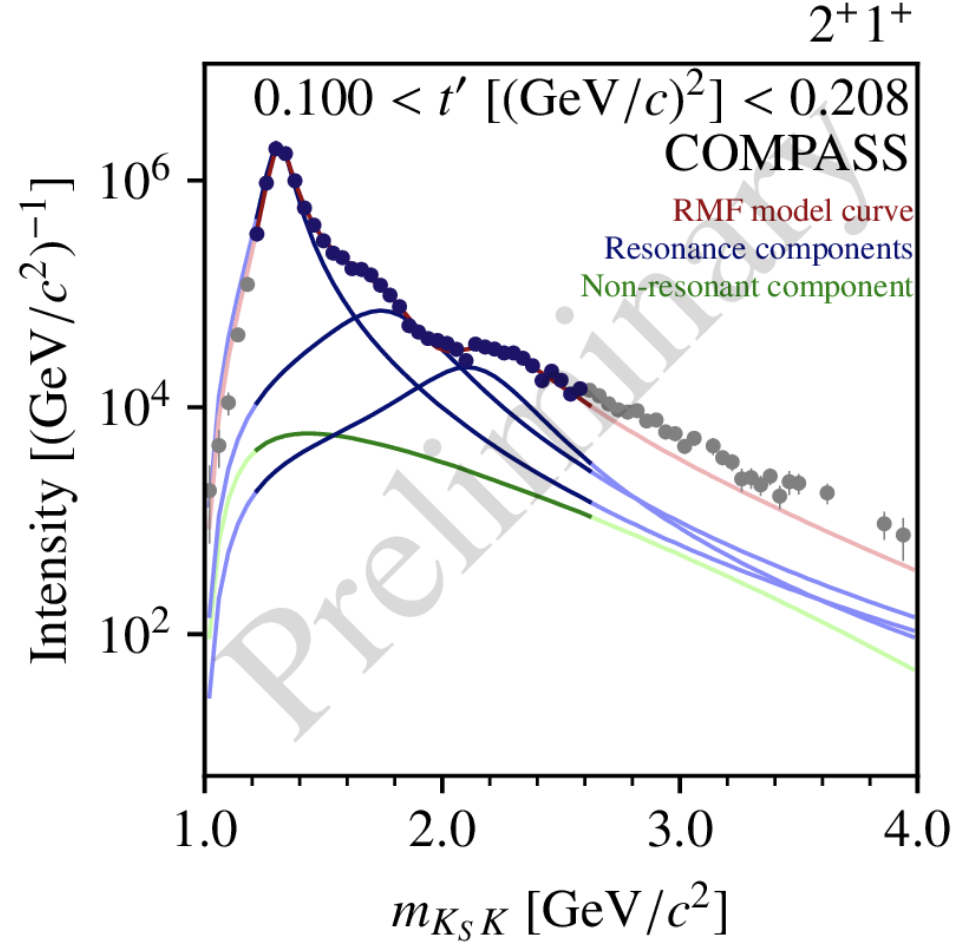 2⁺ 1⁺
0.100 < t′ [(GeV/c)²] < 0.208
COMPASS
RMF model curve
Resonance components
Non-resonant component
Preliminary
Intensity [(GeV/c²)⁻¹]
10⁶
10⁴
10²
1.0 2.0 3.0 4.0
m_{K_S K} [GeV/c²]